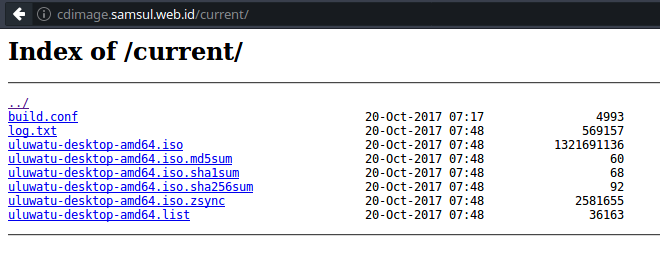 cdimage.samsul.web.id/current/
Index of /current/
../
build.conf 20-Oct-2017 07:17 4993
log.txt 20-Oct-2017 07:48 569157
uluwatu-desktop-amd64.iso 20-Oct-2017 07:48 1321691136
uluwatu-desktop-amd64.iso.md5sum 20-Oct-2017 07:48 60
uluwatu-desktop-amd64.iso.sha1sum 20-Oct-2017 07:48 68
uluwatu-desktop-amd64.iso.sha256sum 20-Oct-2017 07:48 92
uluwatu-desktop-amd64.iso.zsync 20-Oct-2017 07:48 2581655
uluwatu-desktop-amd64.list 20-Oct-2017 07:48 36163